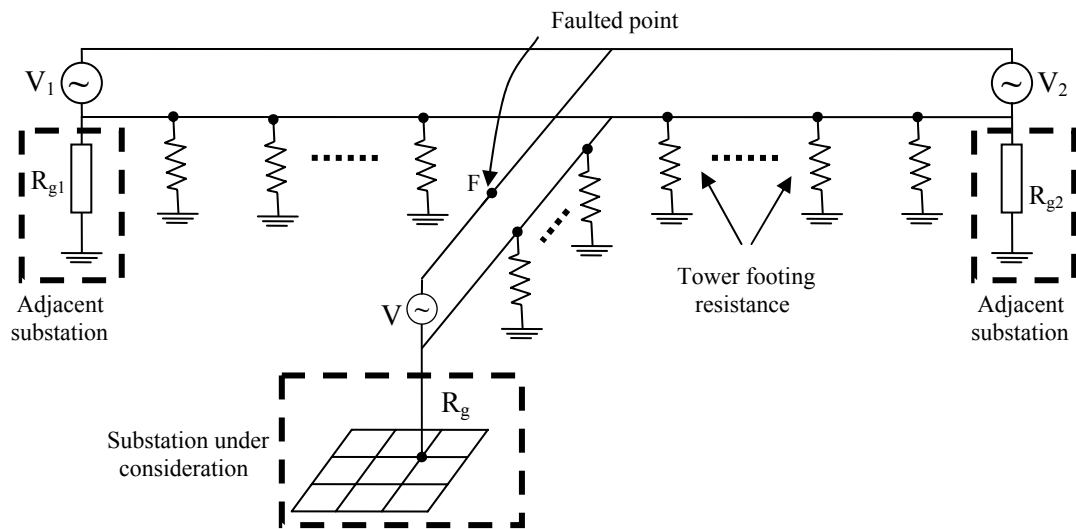 Faulted point
V1
V2
Rg1
F
Rg2
Tower footing
resistance
Adjacent
substation
Adjacent
substation
V
Rg
Substation under
consideration